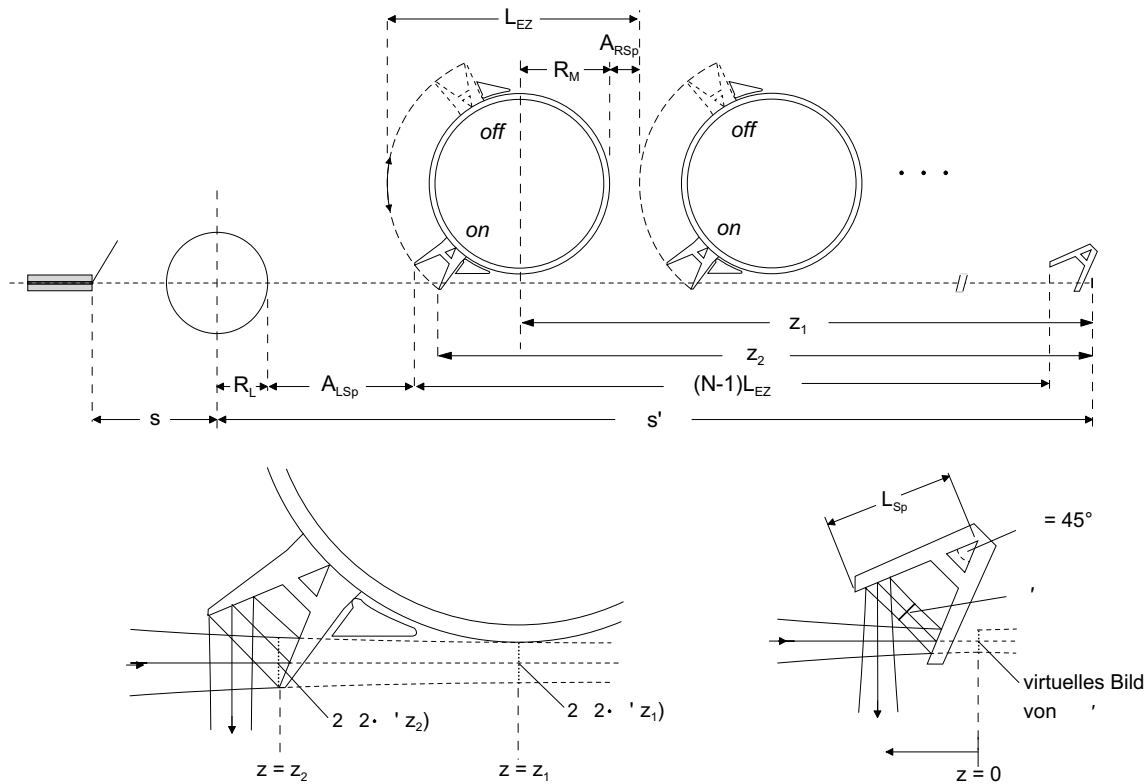 L_EZ
A_RSp
R_M
off
off
on
on
z_1
z_2
R_L
A_LSp
(N-1)L_EZ
s
s'
L_Sp
= 45°
'
2 2· ' z_2)
2 2· ' z_1)
virtuelles Bild
von '
z = z_2
z = z_1
z = 0